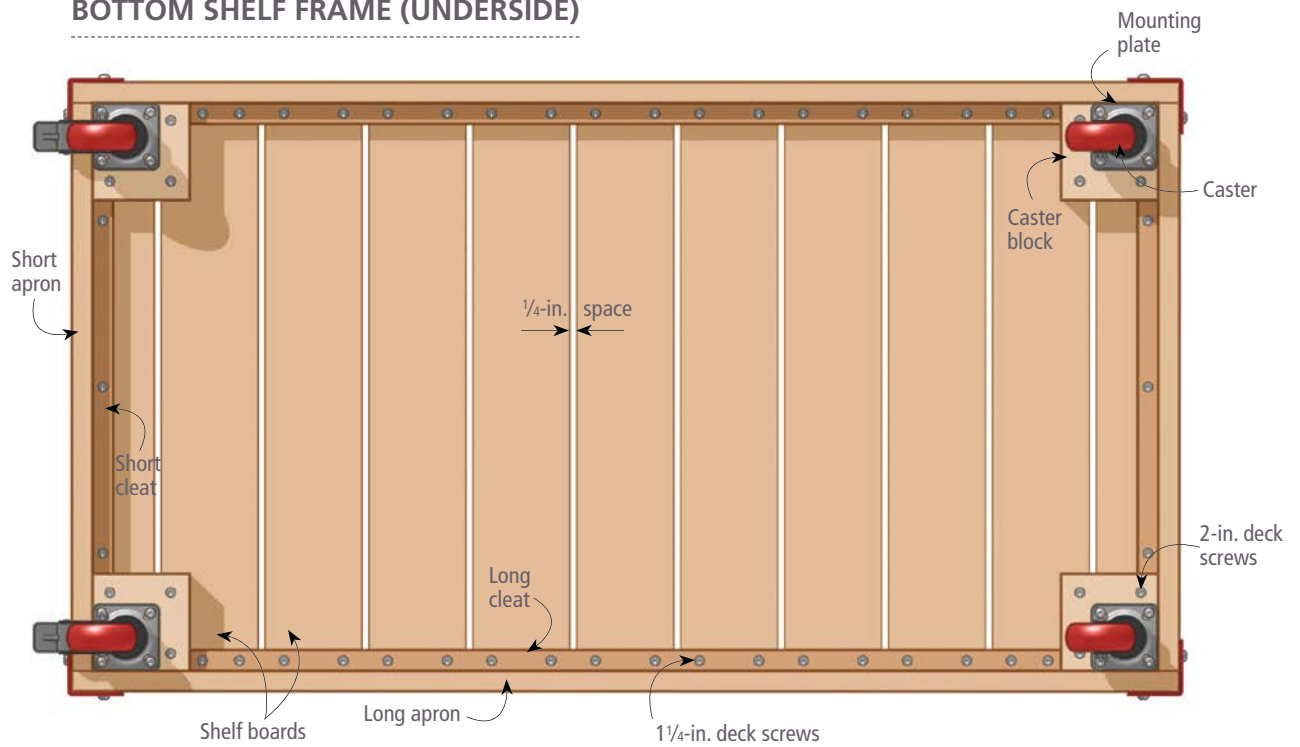 BOTTOM SHELF FRAME (UNDERSIDE)
Mounting
plate
Caster
Caster
block
Short
apron
1/4-in. space
Short
cleat
2-in. deck
screws
Long
cleat
Shelf boards
Long apron
11/4-in. deck screws